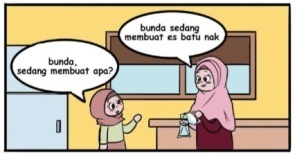 bunda,
sedang membuat apa?
bunda sedang
membuat es batu nak